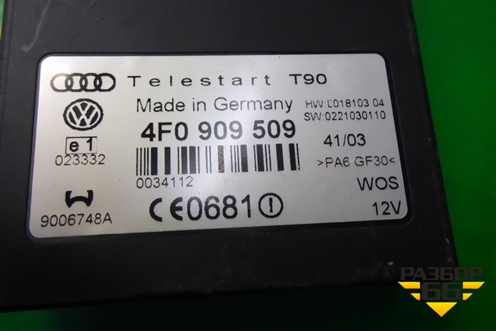 Telestart T90
Made in Germany
HW L018103 04
SW:0221030110
4F0 909 509
e1
023332
41/03
>PA6 GF30<
0034112
WOS
9006748A
CE0681!
12V
РАЗБОР
66